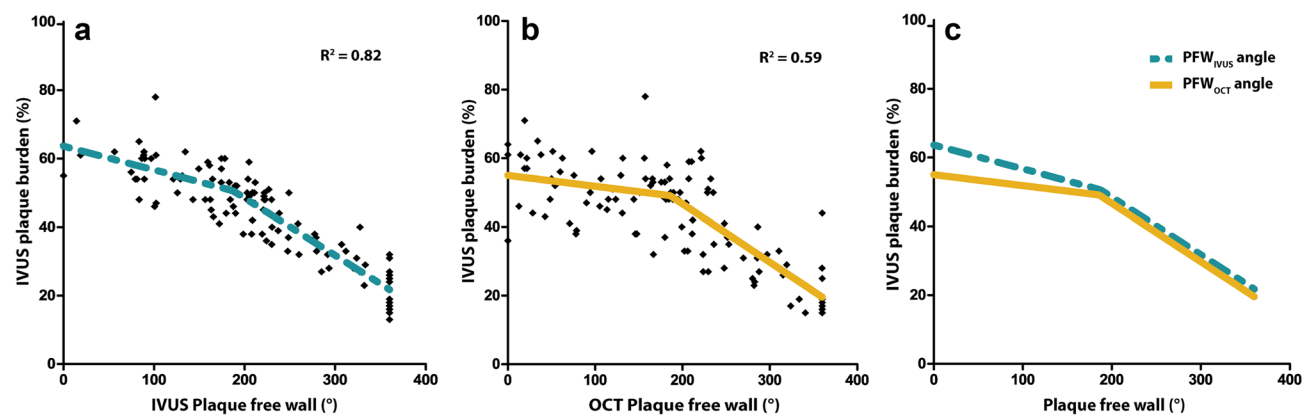 a
R² = 0.82
IVUS plaque burden (%)
100
80
60
40
20
0
0 100 200 300 400
IVUS Plaque free wall (°)
b
R² = 0.59
IVUS plaque burden (%)
100
80
60
40
20
0
0 100 200 300 400
OCT Plaque free wall (°)
c
PFW_IVUS angle
PFW_OCT angle
IVUS plaque burden (%)
100
80
60
40
20
0
0 100 200 300 400
Plaque free wall (°)